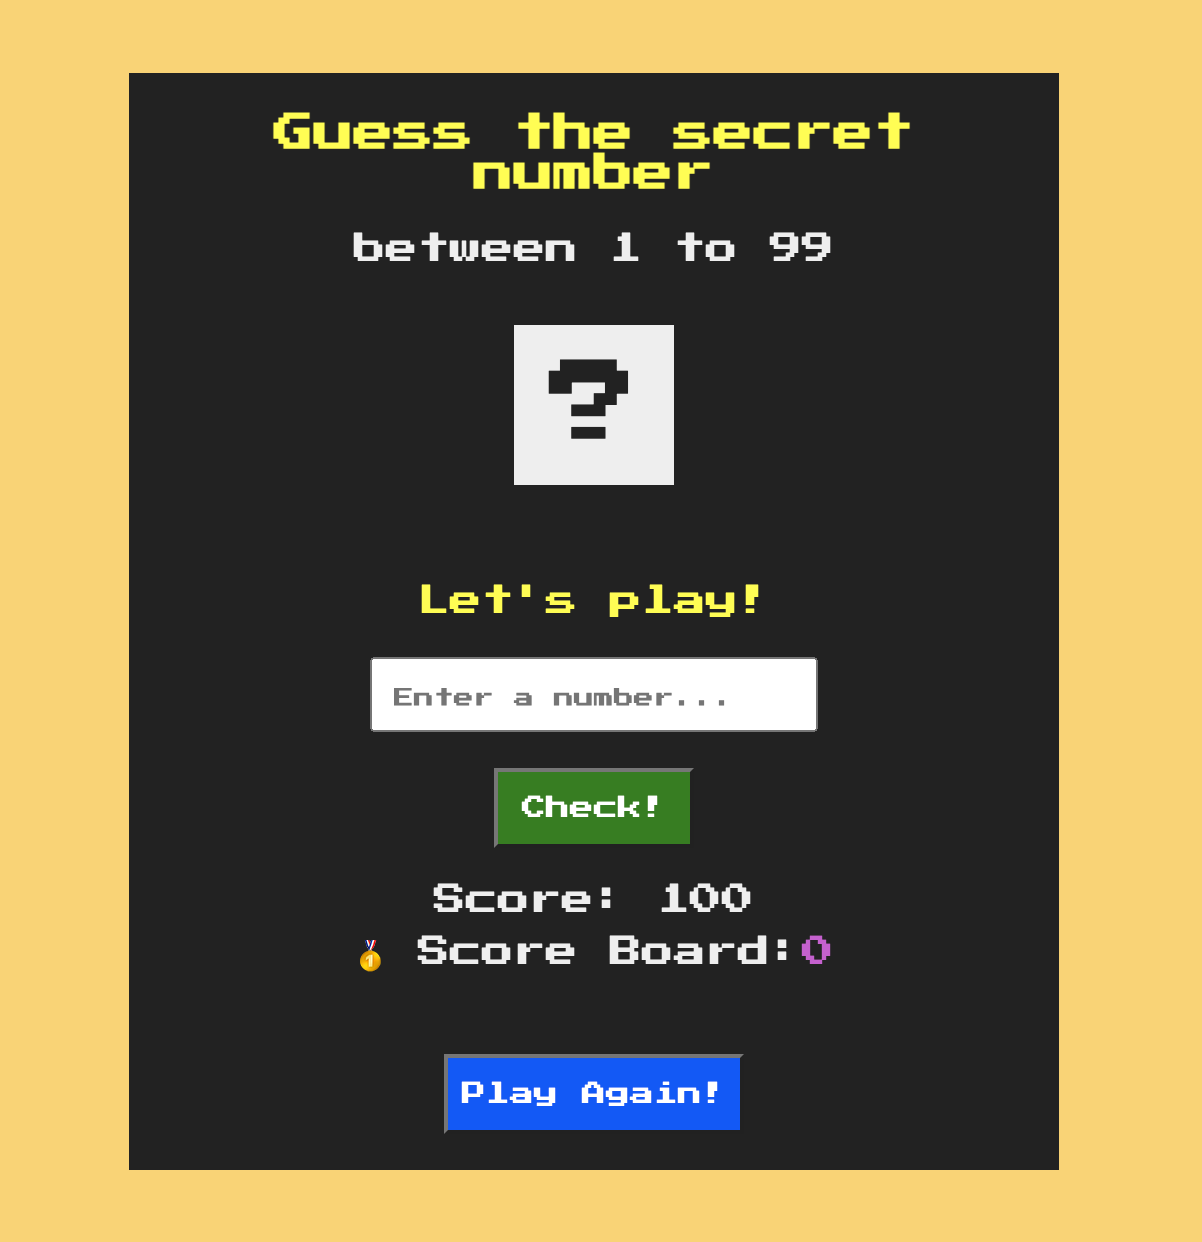 Guess the secret
number
between 1 to 99
?
Let's play!
Enter a number...
Check!
Score: 100
🥇 Score Board:0
Play Again!